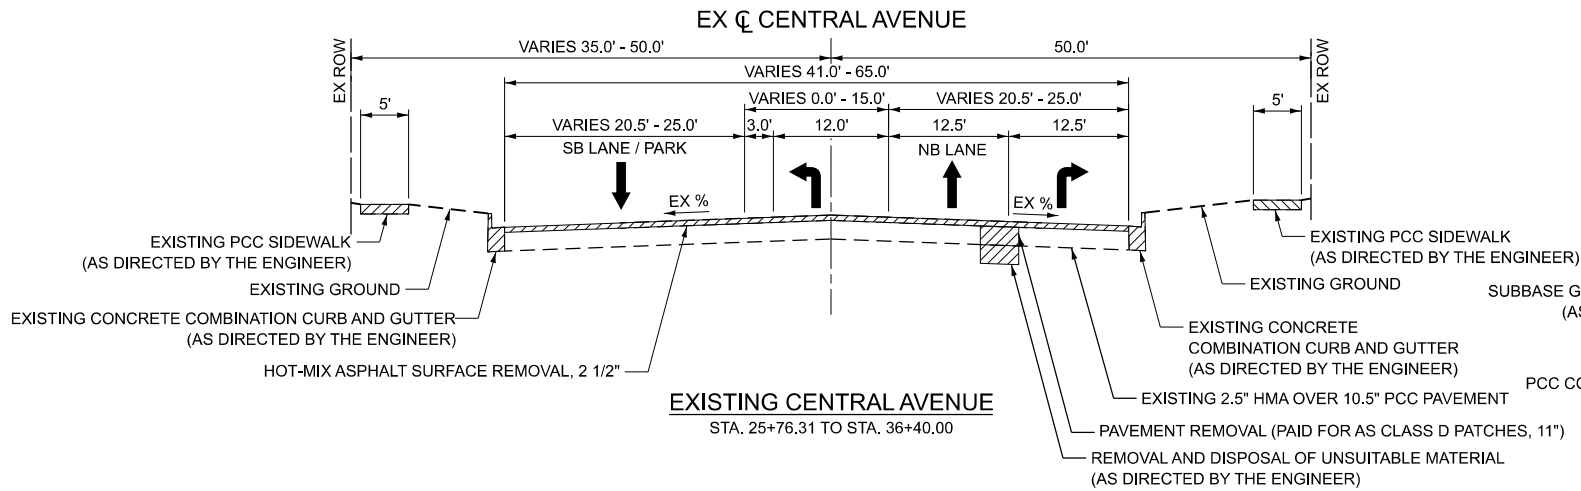 EX ℄ CENTRAL AVENUE
VARIES 35.0' - 50.0'
50.0'
EX ROW
EX ROW
VARIES 41.0' - 65.0'
5'
VARIES 0.0' - 15.0'
VARIES 20.5' - 25.0'
5'
VARIES 20.5' - 25.0'
3.0'
12.0'
12.5'
12.5'
SB LANE / PARK
NB LANE
EX %
EX %
EXISTING PCC SIDEWALK
(AS DIRECTED BY THE ENGINEER)
EXISTING GROUND
EXISTING CONCRETE COMBINATION CURB AND GUTTER
(AS DIRECTED BY THE ENGINEER)
HOT-MIX ASPHALT SURFACE REMOVAL, 2 1/2"
EXISTING PCC SIDEWALK
(AS DIRECTED BY THE ENGINEER)
EXISTING GROUND
SUBBASE G
(AS
EXISTING CONCRETE
COMBINATION CURB AND GUTTER
(AS DIRECTED BY THE ENGINEER)
PCC CO
EXISTING 2.5" HMA OVER 10.5" PCC PAVEMENT
PAVEMENT REMOVAL (PAID FOR AS CLASS D PATCHES, 11")
REMOVAL AND DISPOSAL OF UNSUITABLE MATERIAL
(AS DIRECTED BY THE ENGINEER)
EXISTING CENTRAL AVENUE
STA. 25+76.31 TO STA. 36+40.00